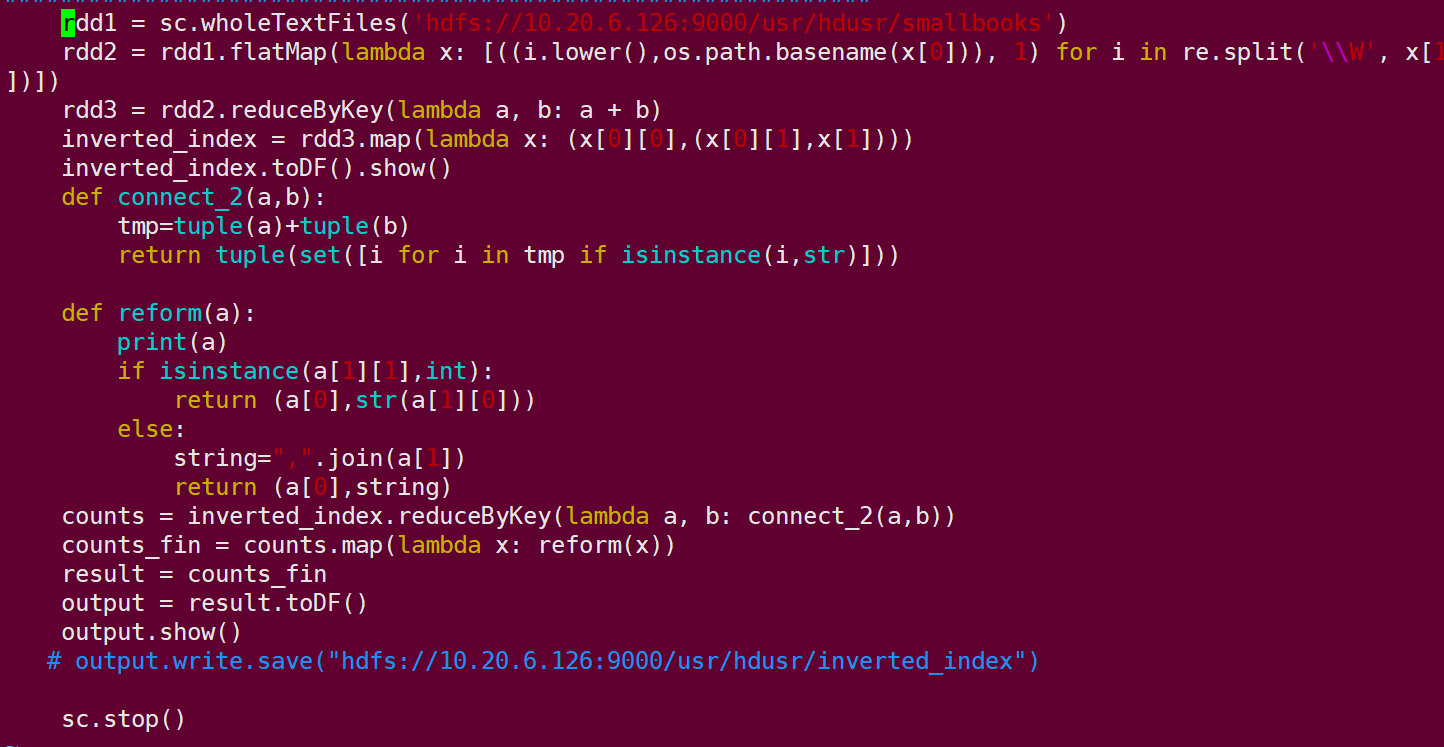 rdd1 = sc.wholeTextFiles('hdfs://10.20.6.126:9000/usr/hdusr/smallbooks')
rdd2 = rdd1.flatMap(lambda x: [((i.lower(),os.path.basename(x[0])), 1) for i in re.split('\\W', x[1
])])
rdd3 = rdd2.reduceByKey(lambda a, b: a + b)
inverted_index = rdd3.map(lambda x: (x[0][0],(x[0][1],x[1])))
inverted_index.toDF().show()
def connect_2(a,b):
tmp=tuple(a)+tuple(b)
return tuple(set([i for i in tmp if isinstance(i,str)]))
def reform(a):
print(a)
if isinstance(a[1][1],int):
return (a[0],str(a[1][0]))
else:
string=",".join(a[1])
return (a[0],string)
counts = inverted_index.reduceByKey(lambda a, b: connect_2(a,b))
counts_fin = counts.map(lambda x: reform(x))
result = counts_fin
output = result.toDF()
output.show()
# output.write.save("hdfs://10.20.6.126:9000/usr/hdusr/inverted_index")
sc.stop()